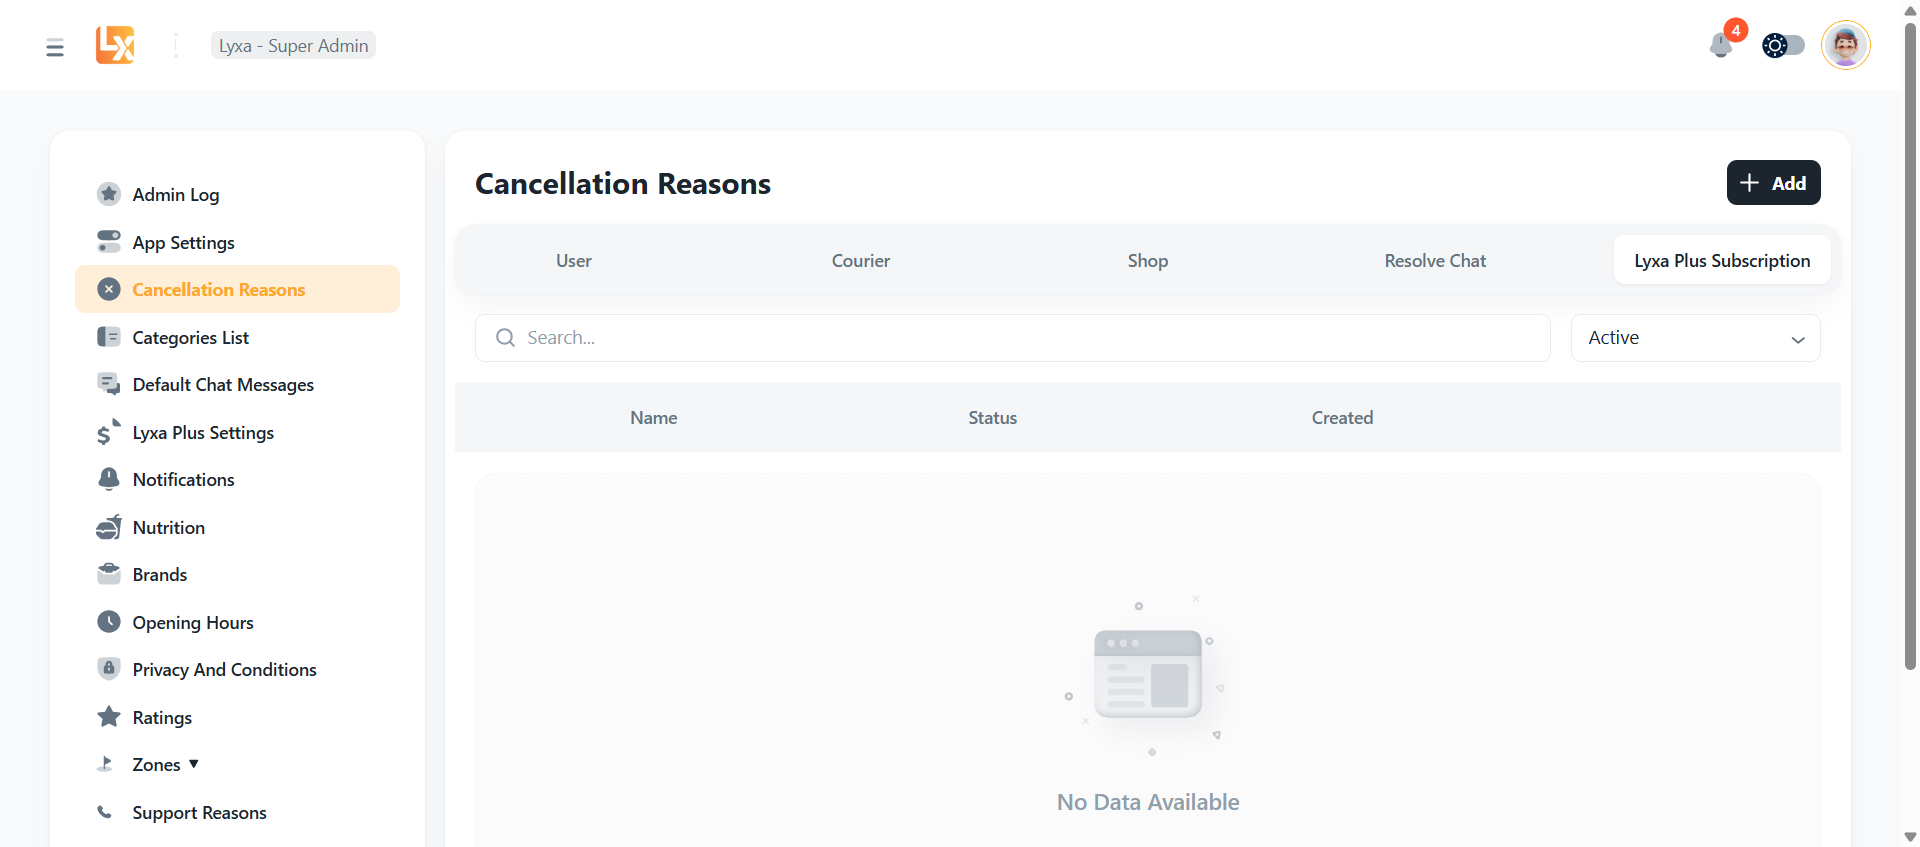 LX
Lyxa - Super Admin
4
Admin Log
App Settings
Cancellation Reasons
Categories List
Default Chat Messages
Lyxa Plus Settings
Notifications
Nutrition
Brands
Opening Hours
Privacy And Conditions
Ratings
Zones
Support Reasons
Cancellation Reasons
Add
User
Courier
Shop
Resolve Chat
Lyxa Plus Subscription
Search...
Active
Name
Status
Created
No Data Available